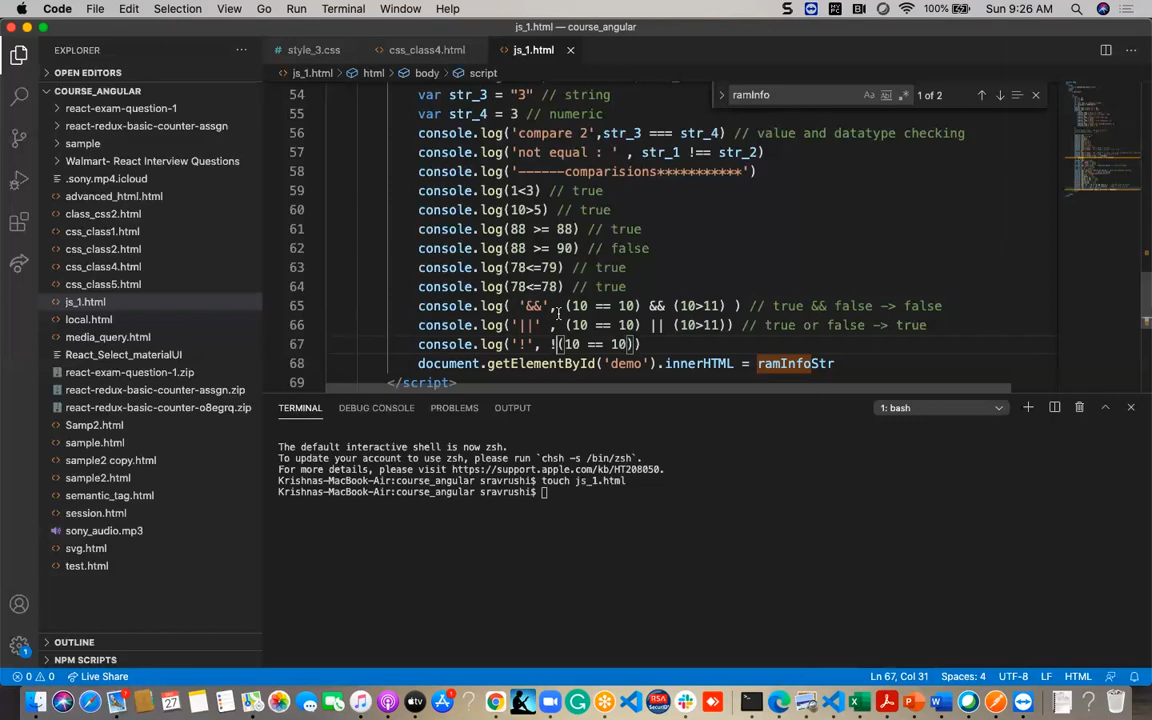 Code File Edit Selection View Go Run Terminal Window Help 100% Sun 9:26 AM
js_1.html — course_angular
EXPLORER ··· style_3.css css_class4.html js_1.html ×
js_1.html > html > body > script
OPEN EDITORS
COURSE_ANGULAR
react-exam-question-1
react-redux-basic-counter-assgn
sample
Walmart- React Interview Questions
.sony.mp4.icloud
advanced_html.html
class_css2.html
css_class1.html
css_class2.html
css_class4.html
css_class5.html
js_1.html
local.html
media_query.html
React_Select_materialUI
react-exam-question-1.zip
react-redux-basic-counter-assgn.zip
react-redux-basic-counter-o8egrq.zip
Samp2.html
sample.html
sample2 copy.html
sample2.html
semantic_tag.html
session.html
sony_audio.mp3
svg.html
test.html
OUTLINE
NPM SCRIPTS
ramInfo Aa Ab| .* 1 of 2
54 var str_3 = "3" // string
55 var str_4 = 3 // numeric
56 console.log('compare 2',str_3 === str_4) // value and datatype checking
57 console.log('not equal : ' , str_1 !== str_2)
58 console.log('------comparisions***********')
59 console.log(1<3) // true
60 console.log(10>5) // true
61 console.log(88 >= 88) // true
62 console.log(88 >= 90) // false
63 console.log(78<=79) // true
64 console.log(78<=78) // true
65 console.log( '&&', (10 == 10) && (10>11) ) // true && false -> false
66 console.log('||' , (10 == 10) || (10>11)) // true or false -> true
67 console.log('!', !(10 == 10))
68 document.getElementById('demo').innerHTML = ramInfoStr
69 </script>
TERMINAL DEBUG CONSOLE PROBLEMS OUTPUT 1: bash
The default interactive shell is now zsh.
To update your account to use zsh, please run `chsh -s /bin/zsh`.
For more details, please visit https://support.apple.com/kb/HT208050.
Krishnas-MacBook-Air:course_angular sravrushi$ touch js_1.html
Krishnas-MacBook-Air:course_angular sravrushi$
0 0 Live Share Ln 67, Col 31 Spaces: 4 UTF-8 LF HTML